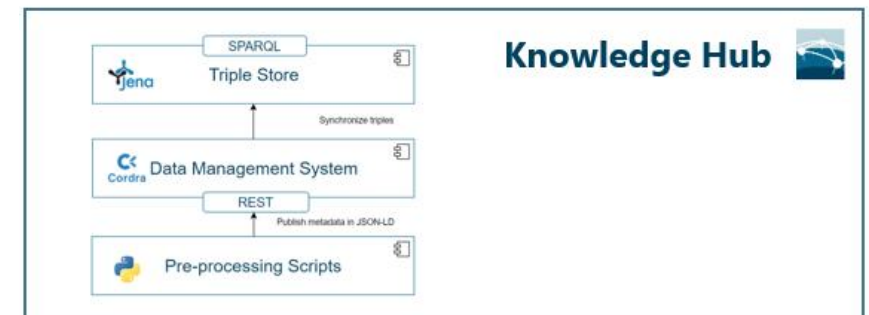 Knowledge Hub
SPARQL
Jena
Triple Store
Synchronize triples
Cordra
Data Management System
REST
Publish metadata in JSON-LD
Pre-processing Scripts